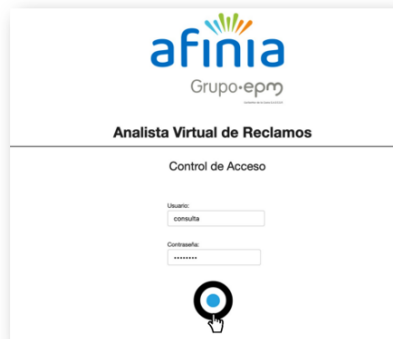 afinia
Grupo·epm
Analista Virtual de Reclamos
Control de Acceso
Usuario:
consulta
Contraseña:
••••••••